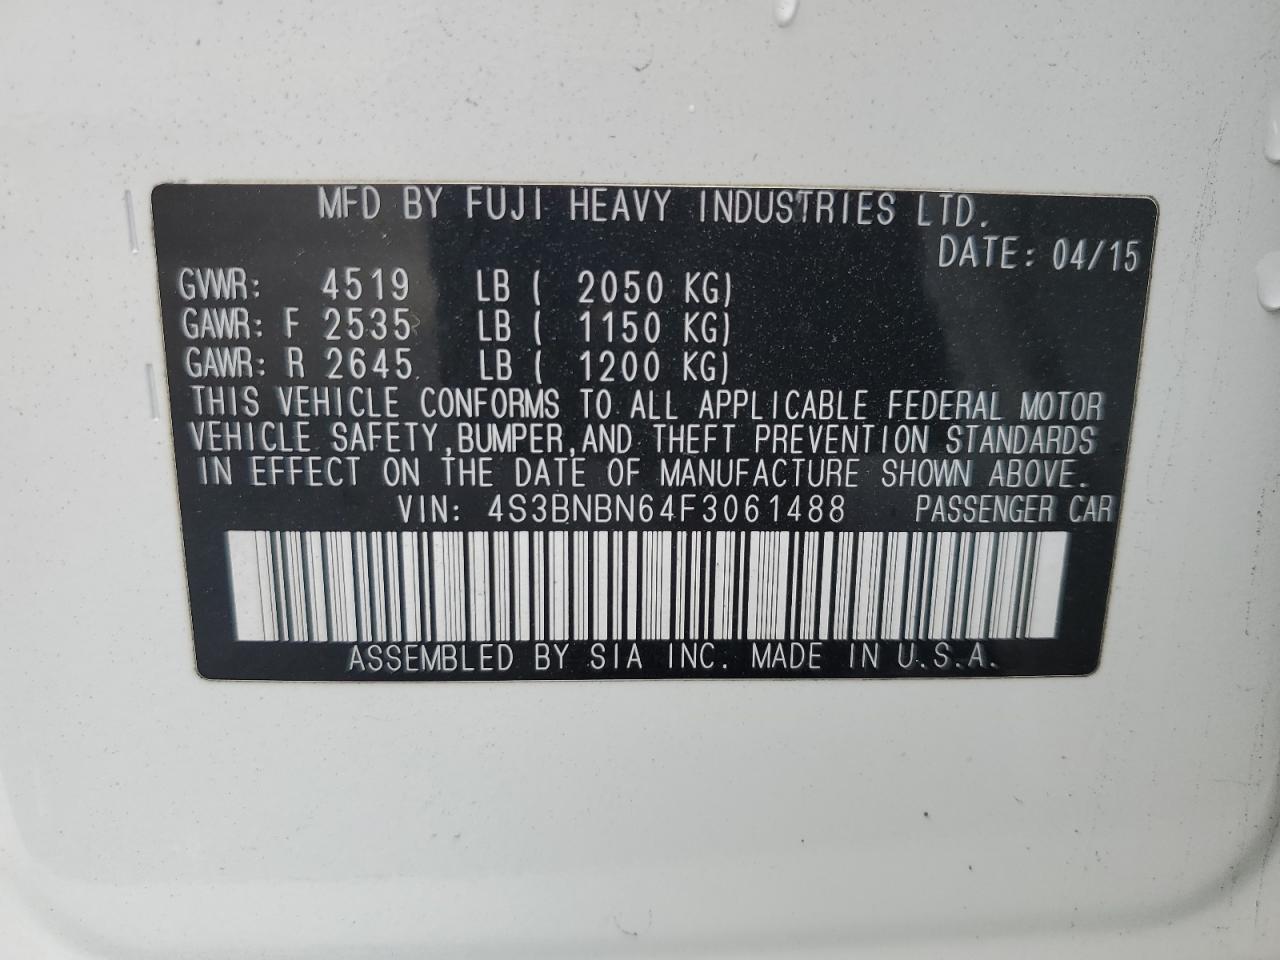 MFD BY FUJI HEAVY INDUSTRIES LTD.
DATE: 04/15
GVWR: 4519 LB ( 2050 KG)
GAWR: F 2535 LB ( 1150 KG)
GAWR: R 2645 LB ( 1200 KG)
THIS VEHICLE CONFORMS TO ALL APPLICABLE FEDERAL MOTOR
VEHICLE SAFETY,BUMPER,AND THEFT PREVENTION STANDARDS
IN EFFECT ON THE DATE OF MANUFACTURE SHOWN ABOVE.
VIN: 4S3BNBN64F3061488 PASSENGER CAR
ASSEMBLED BY SIA INC. MADE IN U.S.A.